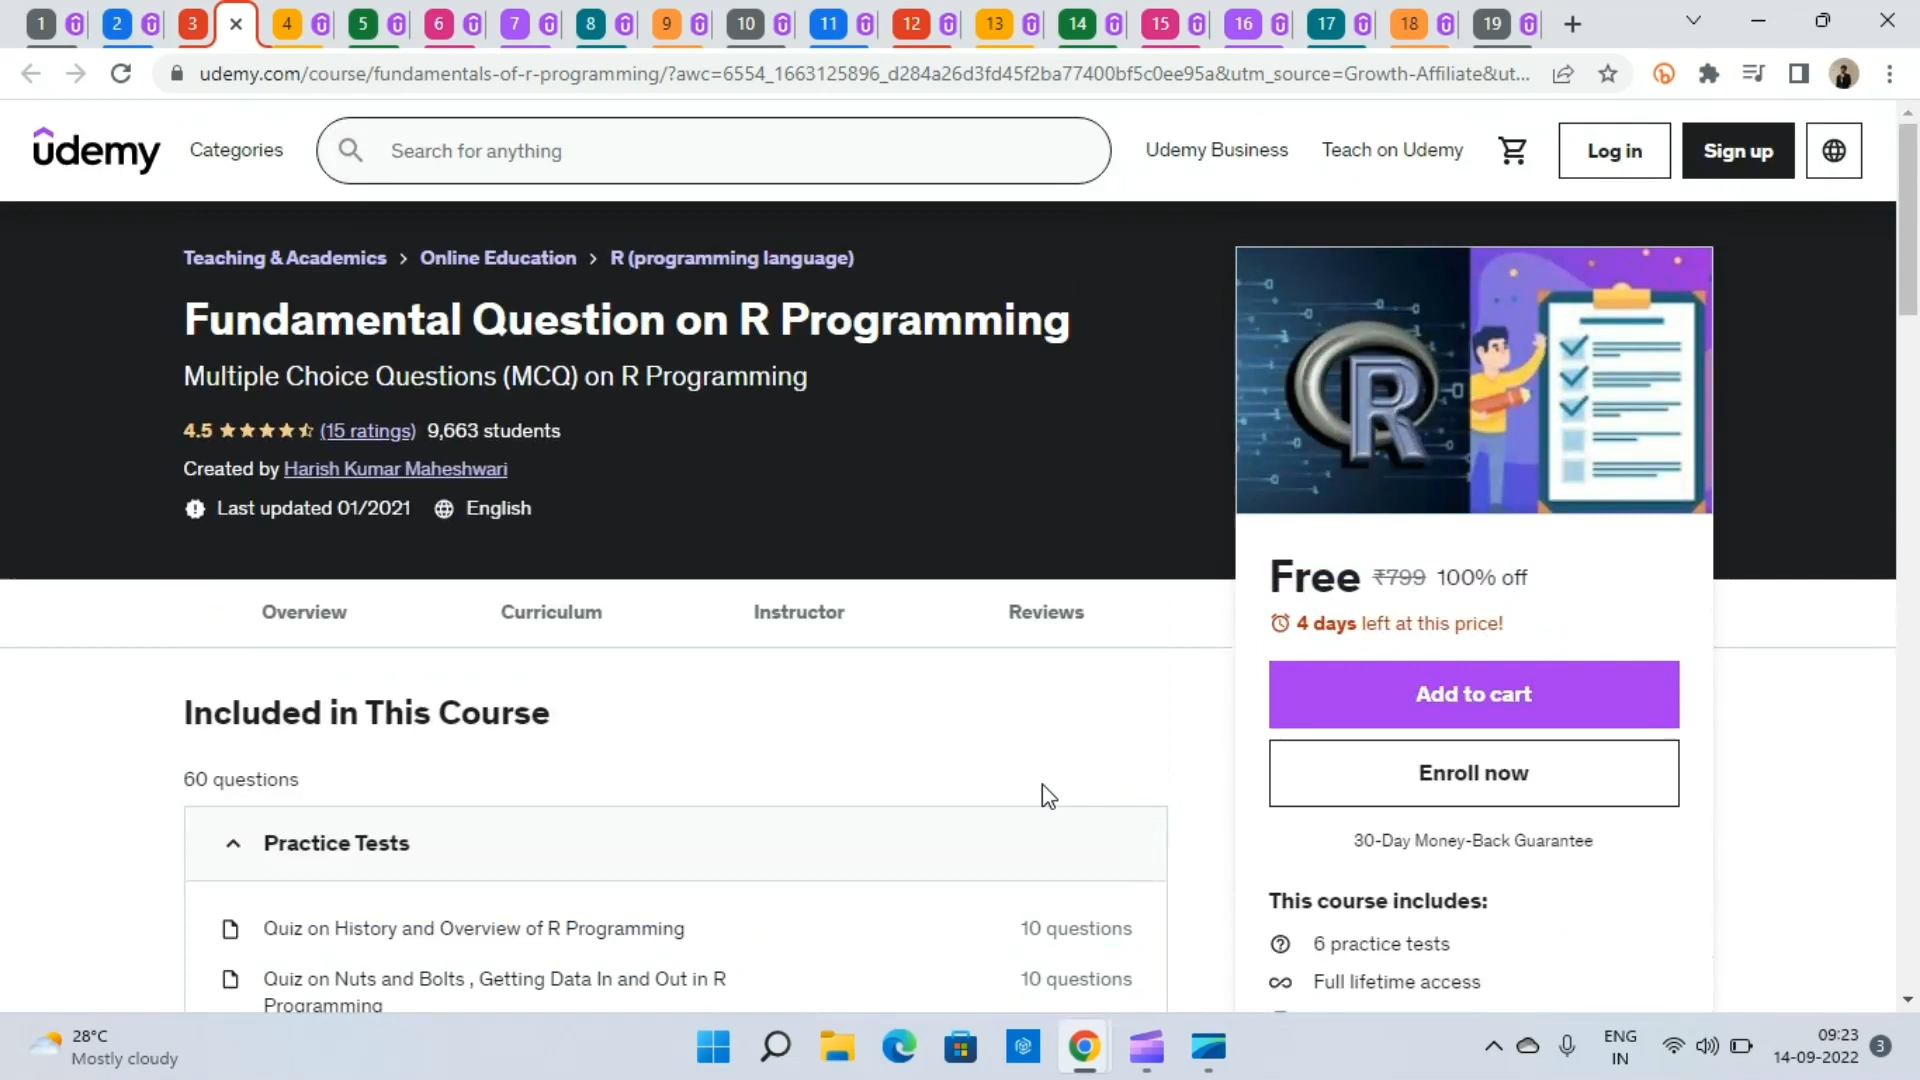 1 2 3 4 5 6 7 8 9 10 11 12 13 14 15 16 17 18 19
udemy.com/course/fundamentals-of-r-programming/?awc=6554_1663125896_d284a26d3fd45f2ba77400bf5c0ee95a&utm_source=Growth-Affiliate&ut...
udemy Categories Search for anything Udemy Business Teach on Udemy Log in Sign up
Teaching & Academics > Online Education > R (programming language)
Fundamental Question on R Programming
Multiple Choice Questions (MCQ) on R Programming
4.5 (15 ratings) 9,663 students
Created by Harish Kumar Maheshwari
Last updated 01/2021 English
R
Free ₹799 100% off
4 days left at this price!
Add to cart
Enroll now
30-Day Money-Back Guarantee
This course includes:
6 practice tests
Full lifetime access
Overview Curriculum Instructor Reviews
Included in This Course
60 questions
Practice Tests
Quiz on History and Overview of R Programming 10 questions
Quiz on Nuts and Bolts , Getting Data In and Out in R 10 questions
Programming
28°C
Mostly cloudy
ENG
IN
09:23
14-09-2022
3